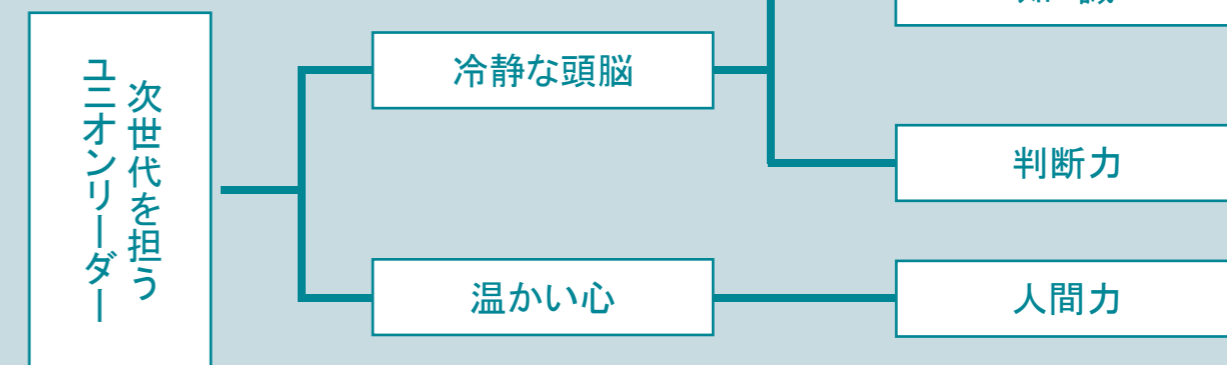 次世代を担う
ユニオンリーダー
冷静な頭脳
判断力
温かい心
人間力